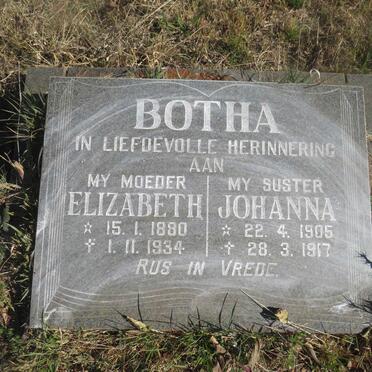 BOTHA
IN LIEFDEVOLLE HERINNERING
AAN
MY MOEDER
ELIZABETH
☆ 15.1.1880
✝ 1.11.1934
MY SUSTER
JOHANNA
☆ 22.4.1905
✝ 28.3.1917
RUS IN VREDE.